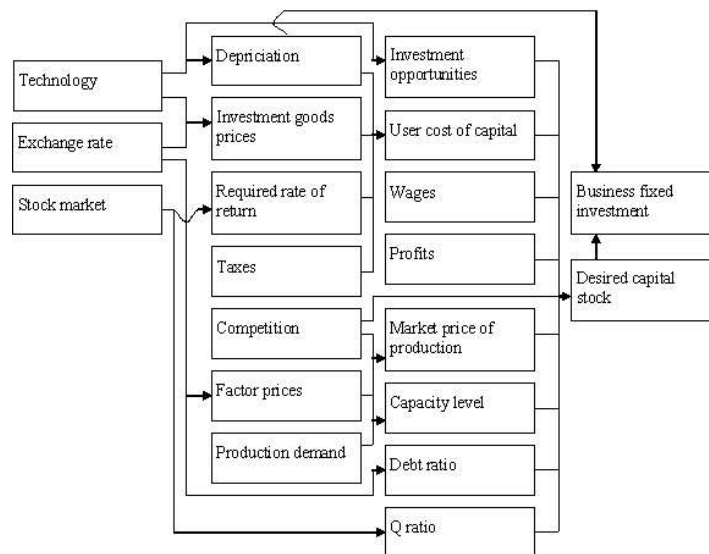 Technology
Exchange rate
Stock market
Depriciation
Investment goods
prices
Required rate of
return
Taxes
Competition
Factor prices
Production demand
Investment
opportunities
User cost of capital
Wages
Profits
Market price of
production
Capacity level
Debt ratio
Q ratio
Business fixed
investment
Desired capital
stock